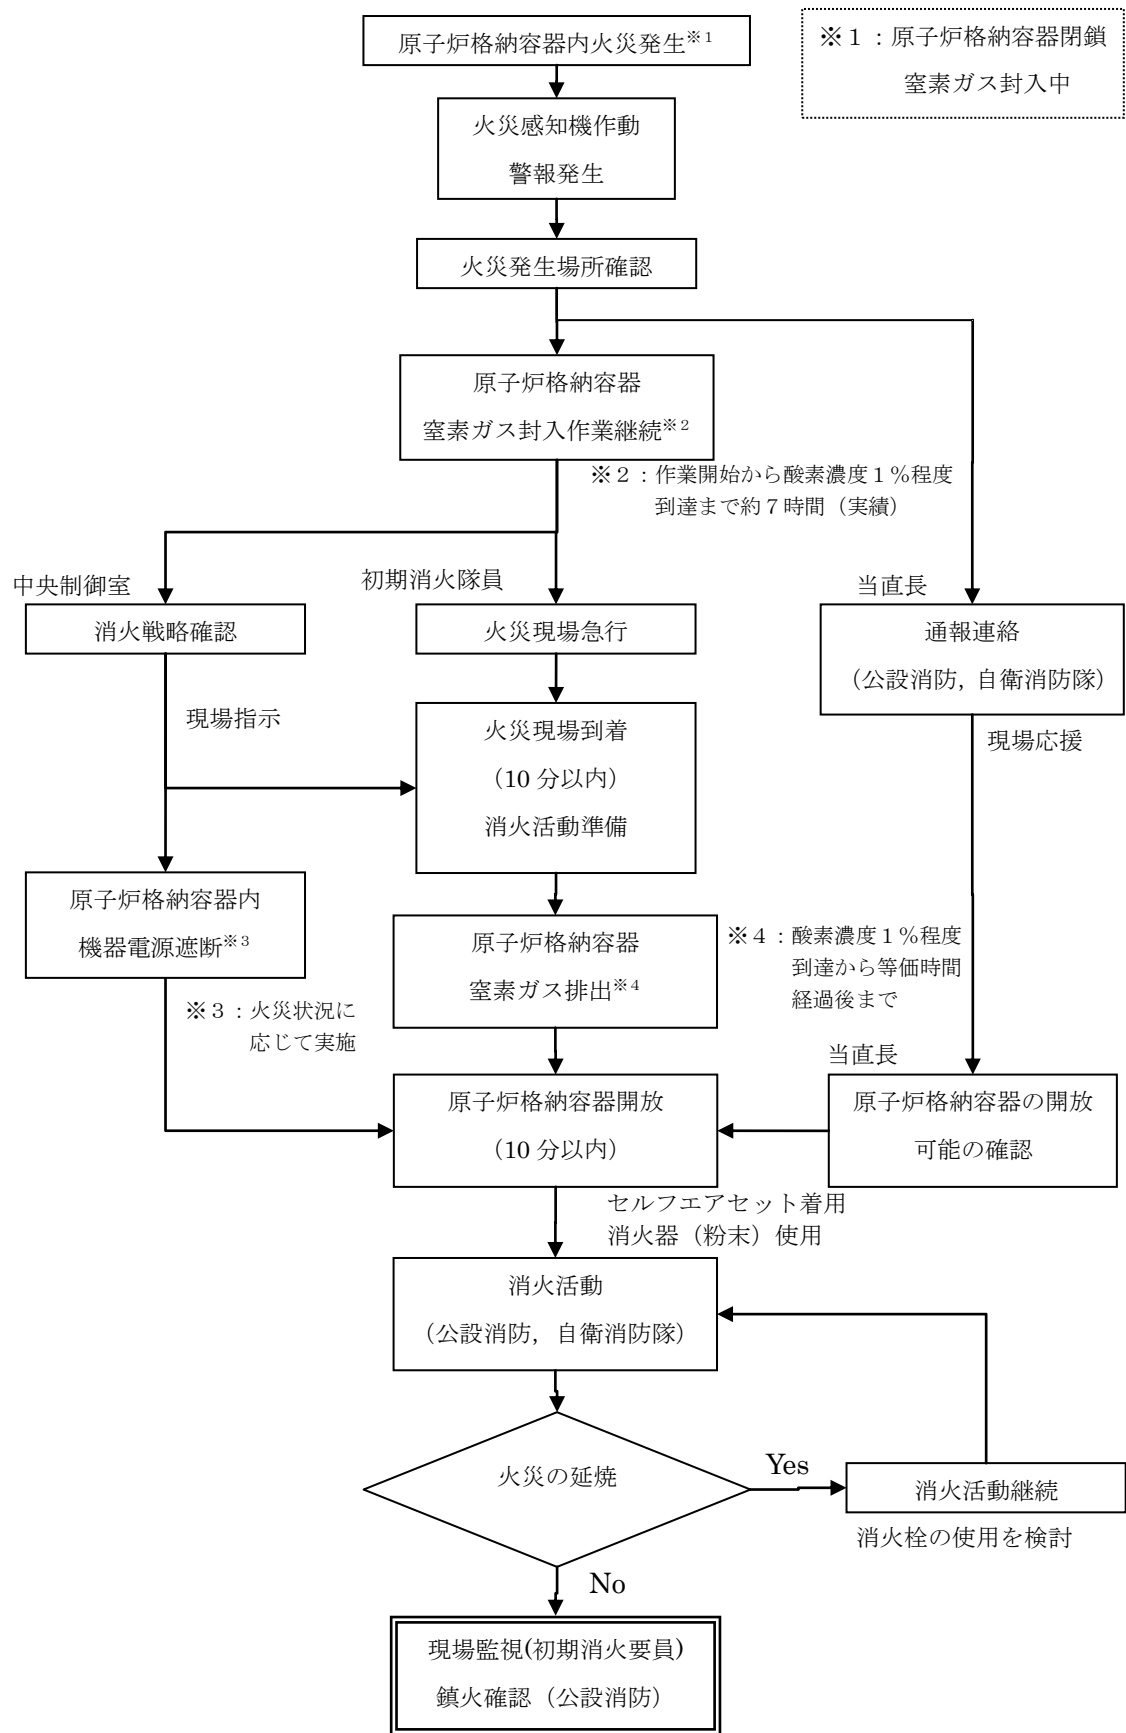 原子炉格納容器内火災発生※1
※１：原子炉格納容器閉鎖
窒素ガス封入中
火災感知機作動
警報発生
火災発生場所確認
原子炉格納容器
窒素ガス封入作業継続※2
※２：作業開始から酸素濃度１％程度
到達まで約７時間（実績）
中央制御室
初期消火隊員
当直長
消火戦略確認
火災現場急行
通報連絡
（公設消防，自衛消防隊）
現場指示
現場応援
火災現場到着
（10 分以内）
消火活動準備
原子炉格納容器内
機器電源遮断※3
※３：火災状況に
応じて実施
原子炉格納容器
窒素ガス排出※4
※４：酸素濃度１％程度
到達から等価時間
経過後まで
当直長
原子炉格納容器開放
（10 分以内）
原子炉格納容器の開放
可能の確認
セルフエアセット着用
消火器（粉末）使用
消火活動
（公設消防，自衛消防隊）
火災の延焼
Yes
消火活動継続
消火栓の使用を検討
No
現場監視(初期消火要員)
鎮火確認（公設消防）